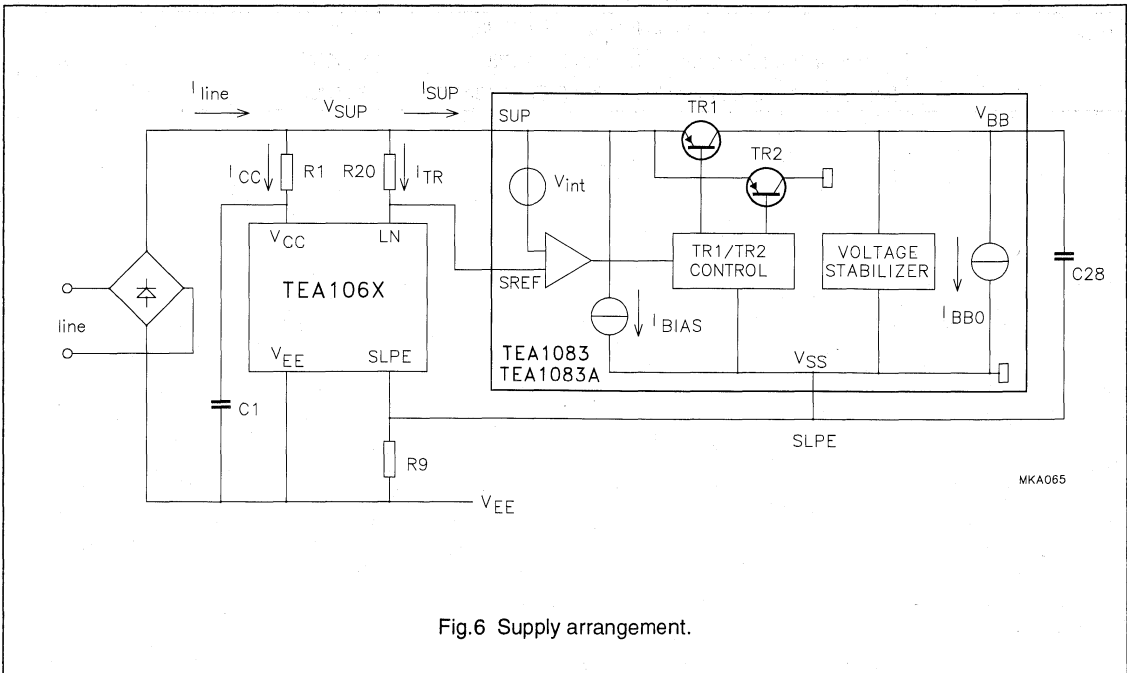 I line
V SUP
I SUP
SUP
TR1
V BB
TR2
I CC
R1
R20
I TR
V int
V CC
LN
TEA106X
SREF
TR1/TR2
CONTROL
VOLTAGE
STABILIZER
I BB0
C28
line
I BIAS
V EE
SLPE
TEA1083
TEA1083A
V SS
C1
R9
SLPE
MKA065
V EE
Fig.6 Supply arrangement.